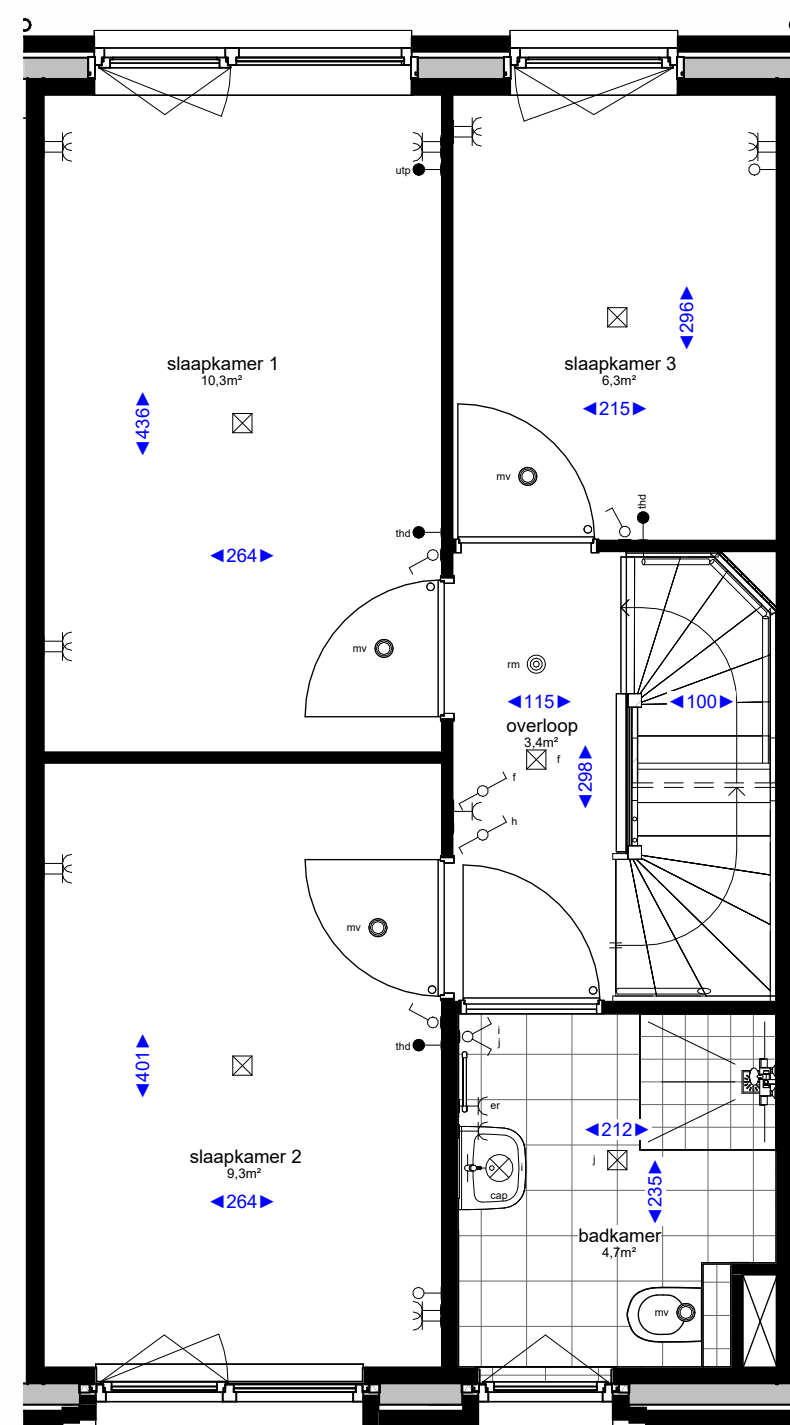 utp
slaapkamer 1
10,3m²
436
264
thd
mv
slaapkamer 3
6,3m²
296
215
mv
thd
rm
115
100
overloop
3,4m²
f
298
f
h
mv
thd
401
slaapkamer 2
9,3m²
264
i
j
er
cap
i
212
j
235
badkamer
4,7m²
mv